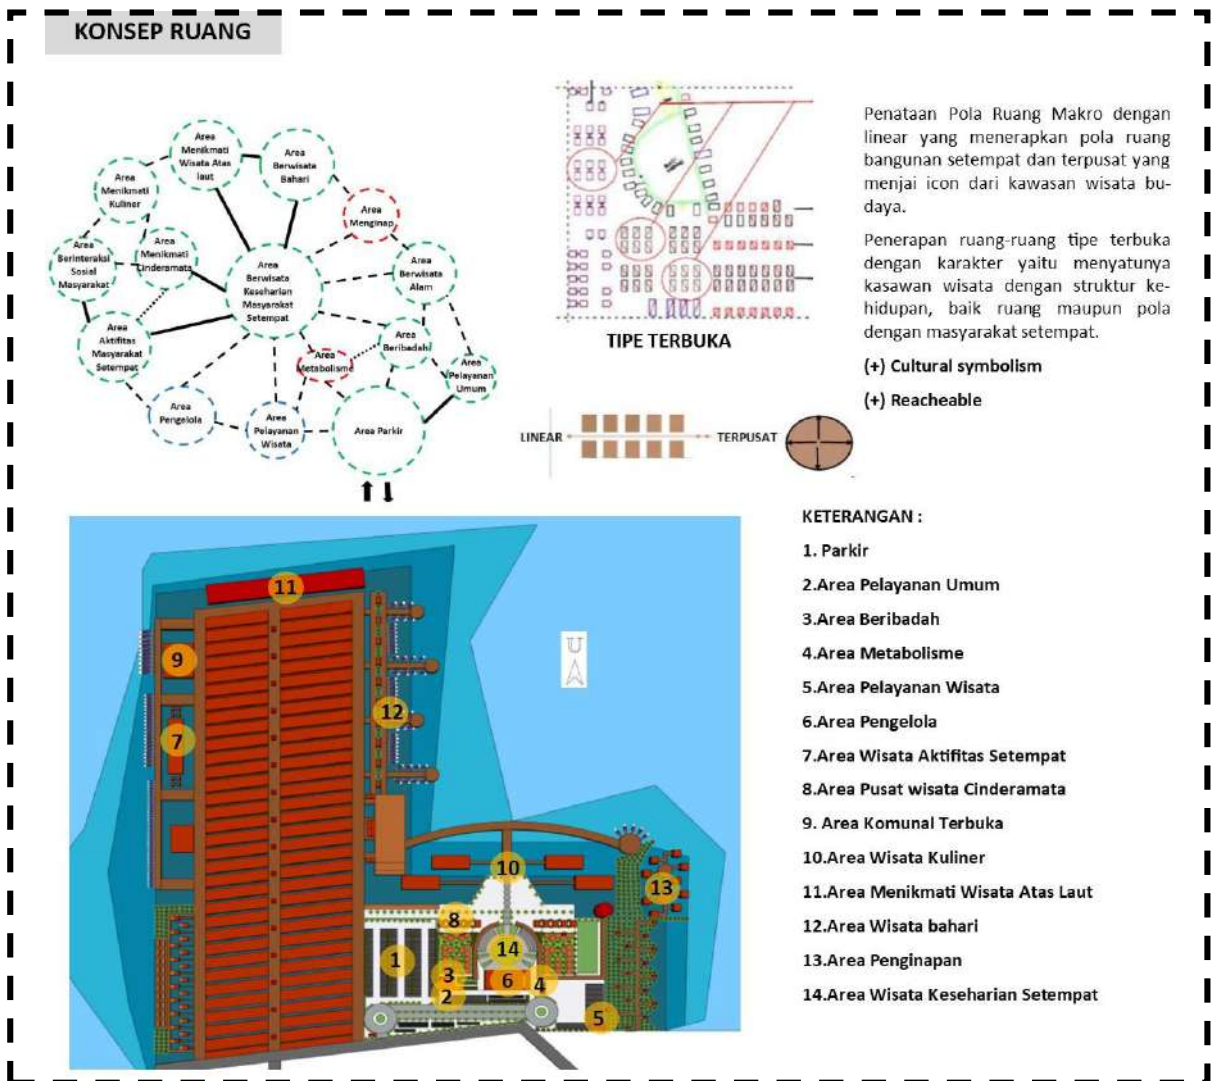 KONSEP RUANG
Area
Menikmati
Wisata Atas
laut
Area
Berwisata
Bahari
Area
Menikmati
Kuliner
Area
Menginap
Area
Berinteraksi
Sosial
Masyarakat
Area
Menikmati
Cinderamata
Area
Berwisata
Keseharian
Masyarakat
Setempat
Area
Berwisata
Alam
Area
Aktifitas
Masyarakat
Setempat
Area
Metabolisme
Area
Beribadah
Area
Pelayanan
Umum
Area
Pengelola
Area
Pelayanan
Wisata
Area Parkir
TIPE TERBUKA
LINEAR
TERPUSAT
Penataan Pola Ruang Makro dengan
linear yang menerapkan pola ruang
bangunan setempat dan terpusat yang
menjai icon dari kawasan wisata bu-
daya.
Penerapan ruang-ruang tipe terbuka
dengan karakter yaitu menyatunya
kasawan wisata dengan struktur ke-
hidupan, baik ruang maupun pola
dengan masyarakat setempat.
(+) Cultural symbolism
(+) Reacheable
11
9
7
12
U
10
13
8
14
1
3
2
6
4
5
KETERANGAN :
1. Parkir
2.Area Pelayanan Umum
3.Area Beribadah
4.Area Metabolisme
5.Area Pelayanan Wisata
6.Area Pengelola
7.Area Wisata Aktifitas Setempat
8.Area Pusat wisata Cinderamata
9. Area Komunal Terbuka
10.Area Wisata Kuliner
11.Area Menikmati Wisata Atas Laut
12.Area Wisata bahari
13.Area Penginapan
14.Area Wisata Keseharian Setempat